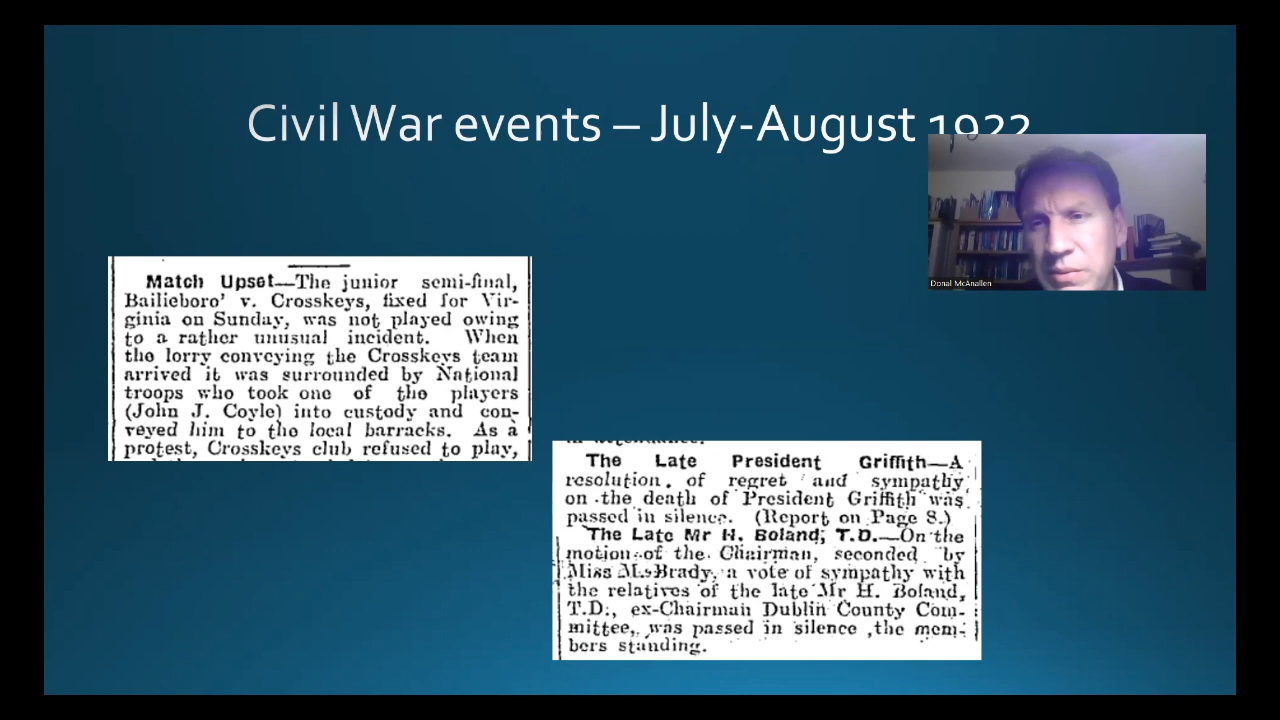 Civil War events – July-August 1922
Donal McAnallen
Match Upset—The junior semi-final,
Bailieboro' v. Crosskeys, fixed for Vir-
ginia on Sunday, was not played owing
to a rather unusual incident. When
the lorry conveying the Crosskeys team
arrived it was surrounded by National
troops who took one of the players
(John J. Coyle) into custody and con-
veyed him to the local barracks. As a
protest, Crosskeys club refused to play,
in attendance.
The Late President Griffith—A
resolution of regret and sympathy
on the death of President Griffith was
passed in silence. (Report on Page 8.)
The Late Mr H. Boland, T.D.—On the
motion of the Chairman, seconded by
Miss McBrady, a vote of sympathy with
the relatives of the late Mr H. Boland,
T.D., ex-Chairman Dublin County Com-
mittee, was passed in silence, the mem-
bers standing.